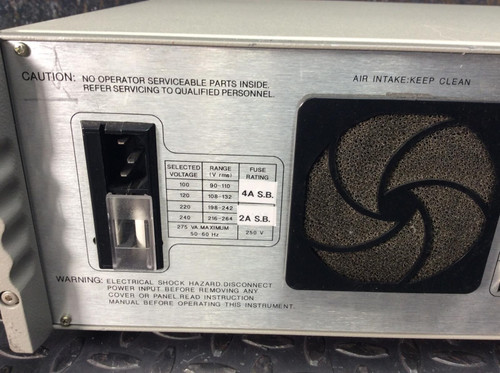 CAUTION: NO OPERATOR SERVICEABLE PARTS INSIDE.
REFER SERVICING TO QUALIFIED PERSONNEL.
AIR INTAKE:KEEP CLEAN
SELECTED VOLTAGE RANGE (V rms) FUSE RATING
100 90-110 4A S.B.
120 108-132
220 198-242 2A S.B.
240 216-264
275 VA.MAXIMUM
50-60 Hz 250 V
WARNING: ELECTRICAL SHOCK HAZARD.DISCONNECT
POWER INPUT BEFORE REMOVING ANY
COVER OR PANEL.READ INSTRUCTION
MANUAL BEFORE OPERATING THIS INSTRUMENT.